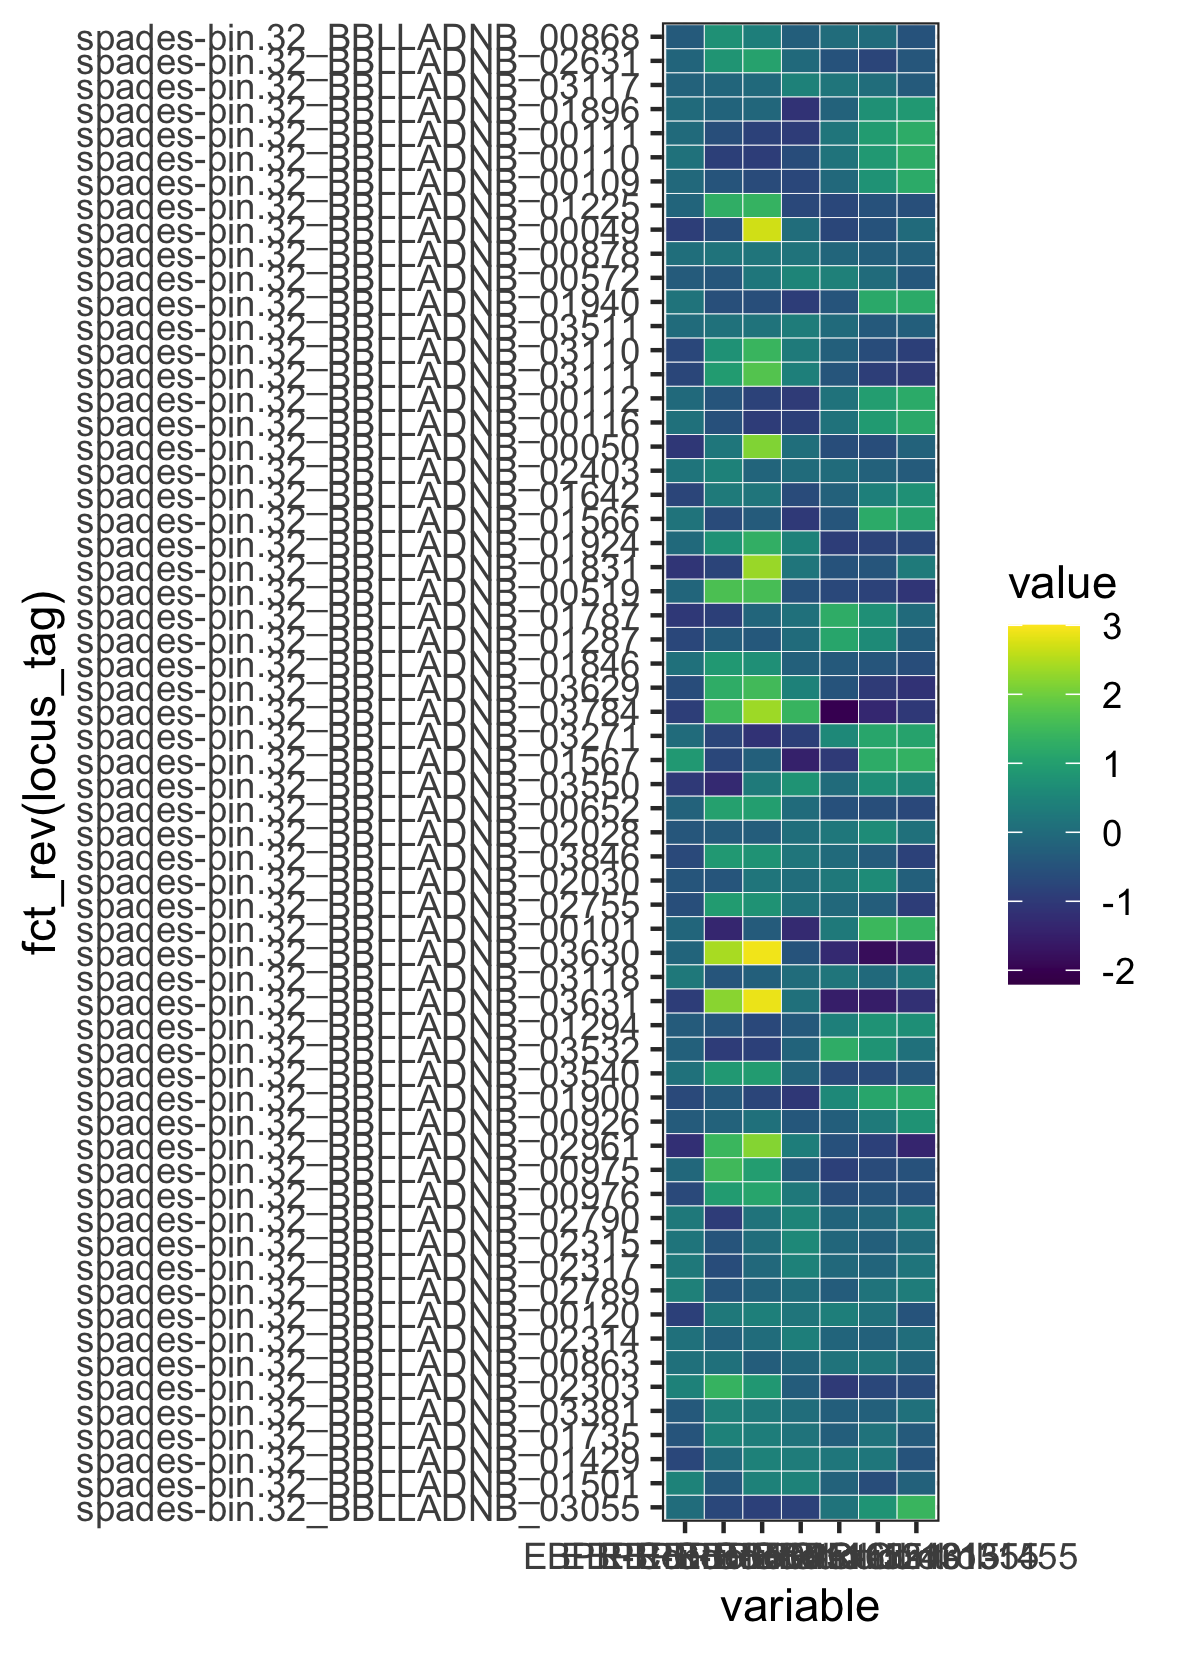 spades-bin.32_BBLLADNB_00868
spades-bin.32_BBLLADNB_02631
spades-bin.32_BBLLADNB_03117
spades-bin.32_BBLLADNB_01896
spades-bin.32_BBLLADNB_00111
spades-bin.32_BBLLADNB_00110
spades-bin.32_BBLLADNB_00109
spades-bin.32_BBLLADNB_01225
spades-bin.32_BBLLADNB_00049
spades-bin.32_BBLLADNB_00878
spades-bin.32_BBLLADNB_00572
spades-bin.32_BBLLADNB_01940
spades-bin.32_BBLLADNB_03511
spades-bin.32_BBLLADNB_03110
spades-bin.32_BBLLADNB_03111
spades-bin.32_BBLLADNB_00112
spades-bin.32_BBLLADNB_00116
spades-bin.32_BBLLADNB_00050
spades-bin.32_BBLLADNB_02403
spades-bin.32_BBLLADNB_01642
spades-bin.32_BBLLADNB_01566
spades-bin.32_BBLLADNB_01924
spades-bin.32_BBLLADNB_01831
spades-bin.32_BBLLADNB_00519
spades-bin.32_BBLLADNB_01787
spades-bin.32_BBLLADNB_01287
spades-bin.32_BBLLADNB_01846
spades-bin.32_BBLLADNB_03629
spades-bin.32_BBLLADNB_03784
spades-bin.32_BBLLADNB_03271
spades-bin.32_BBLLADNB_01567
spades-bin.32_BBLLADNB_03550
spades-bin.32_BBLLADNB_00652
spades-bin.32_BBLLADNB_02028
spades-bin.32_BBLLADNB_03846
spades-bin.32_BBLLADNB_02030
spades-bin.32_BBLLADNB_02755
spades-bin.32_BBLLADNB_00101
spades-bin.32_BBLLADNB_03630
spades-bin.32_BBLLADNB_03118
spades-bin.32_BBLLADNB_03631
spades-bin.32_BBLLADNB_01294
spades-bin.32_BBLLADNB_03532
spades-bin.32_BBLLADNB_03540
spades-bin.32_BBLLADNB_01900
spades-bin.32_BBLLADNB_00926
spades-bin.32_BBLLADNB_02961
spades-bin.32_BBLLADNB_00975
spades-bin.32_BBLLADNB_00976
spades-bin.32_BBLLADNB_02790
spades-bin.32_BBLLADNB_02315
spades-bin.32_BBLLADNB_02317
spades-bin.32_BBLLADNB_02789
spades-bin.32_BBLLADNB_00120
spades-bin.32_BBLLADNB_02314
spades-bin.32_BBLLADNB_00863
spades-bin.32_BBLLADNB_02303
spades-bin.32_BBLLADNB_03381
spades-bin.32_BBLLADNB_01735
spades-bin.32_BBLLADNB_01429
spades-bin.32_BBLLADNB_01501
spades-bin.32_BBLLADNB_03055
fct_rev(locus_tag)
variable
value
3
2
1
0
-1
-2